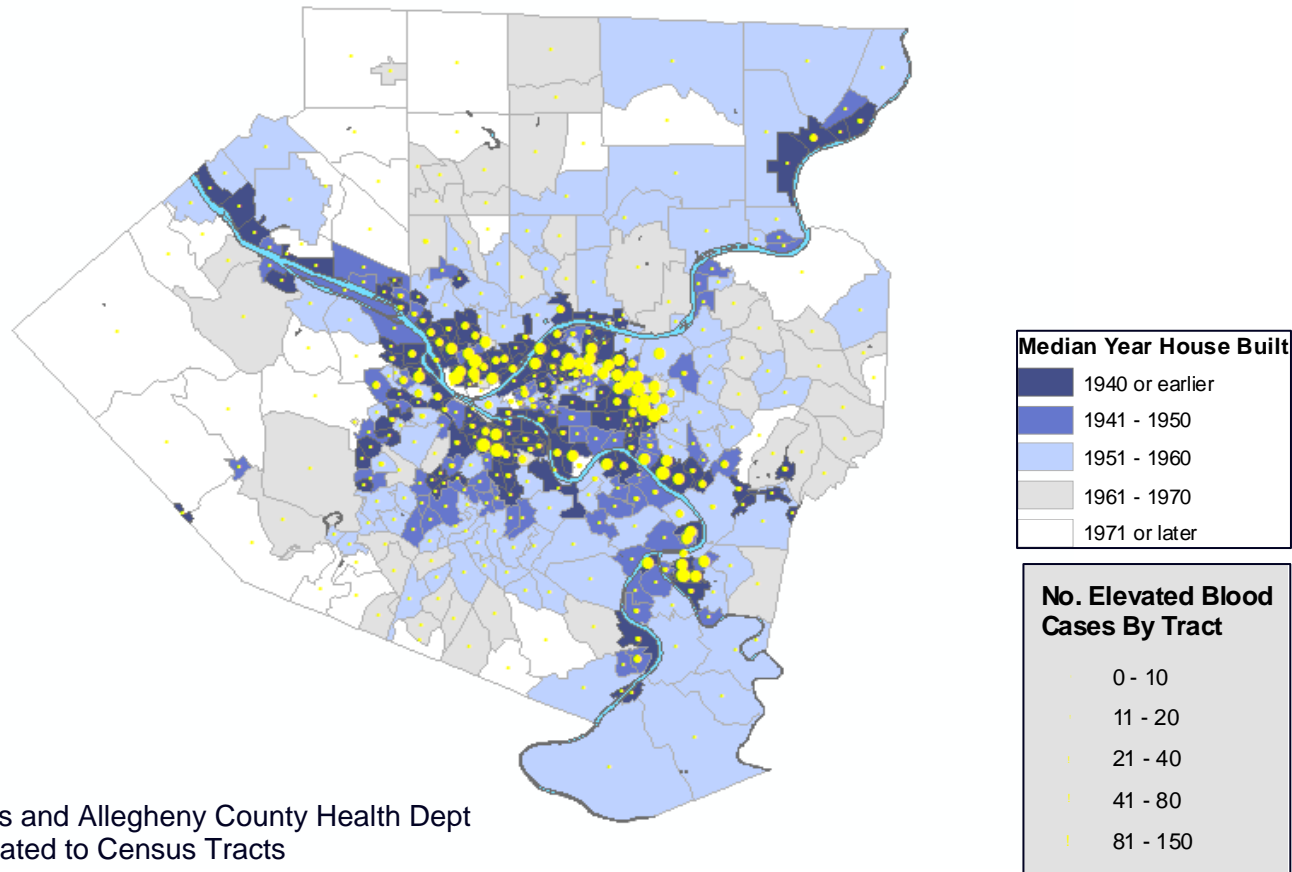 Median Year House Built
1940 or earlier
1941 - 1950
1951 - 1960
1961 - 1970
1971 or later
No. Elevated Blood
Cases By Tract
0 - 10
11 - 20
21 - 40
41 - 80
81 - 150
and Allegheny County Health Dept
to Census Tracts